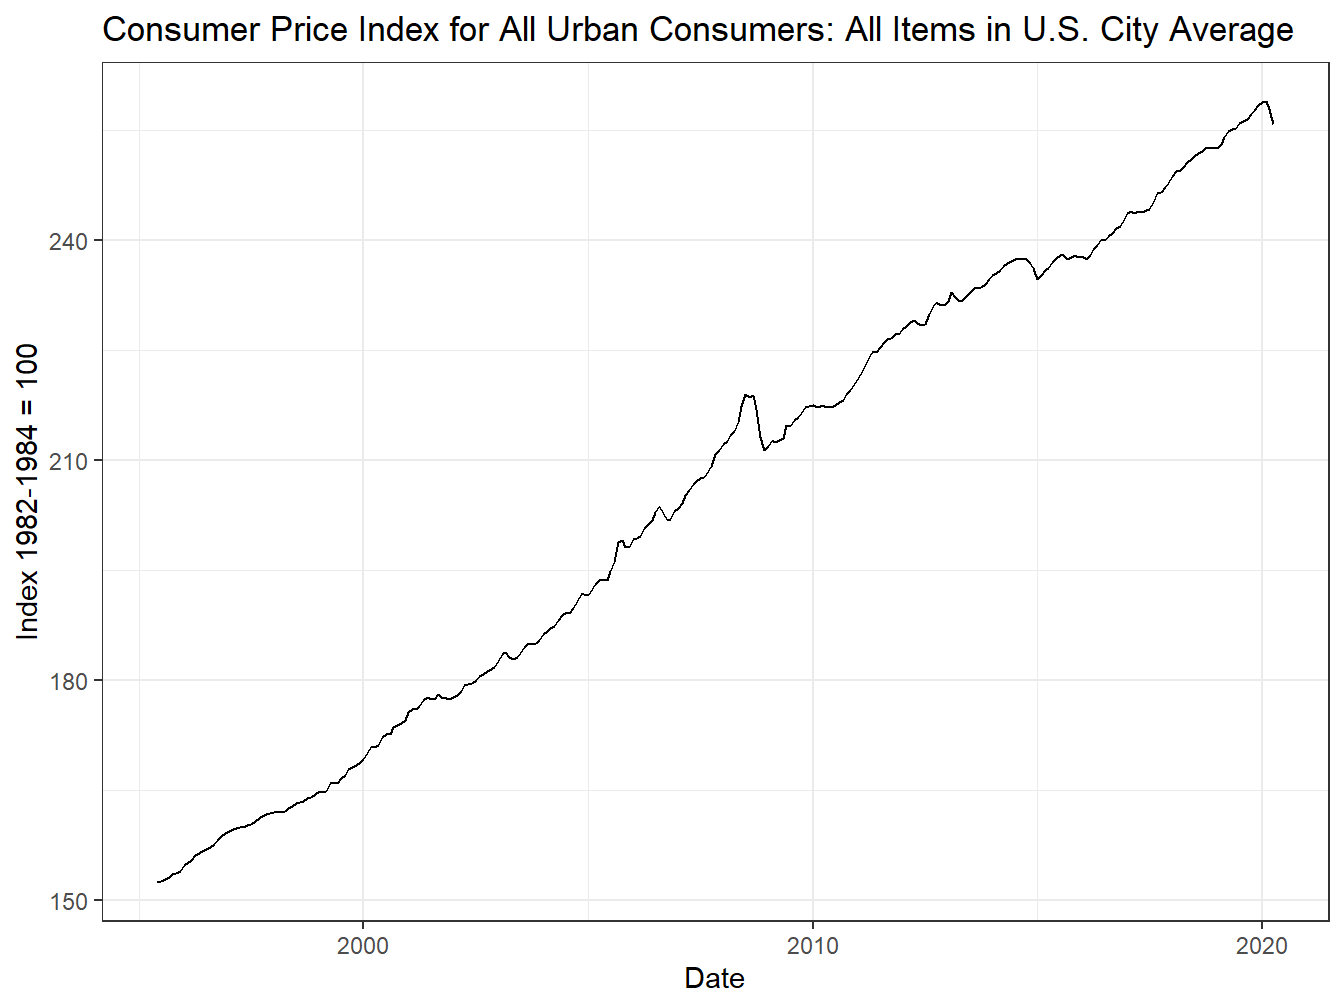 Consumer Price Index for All Urban Consumers: All Items in U.S. City Average
Index 1982-1984 = 100
240
210
180
150
2000
2010
2020
Date